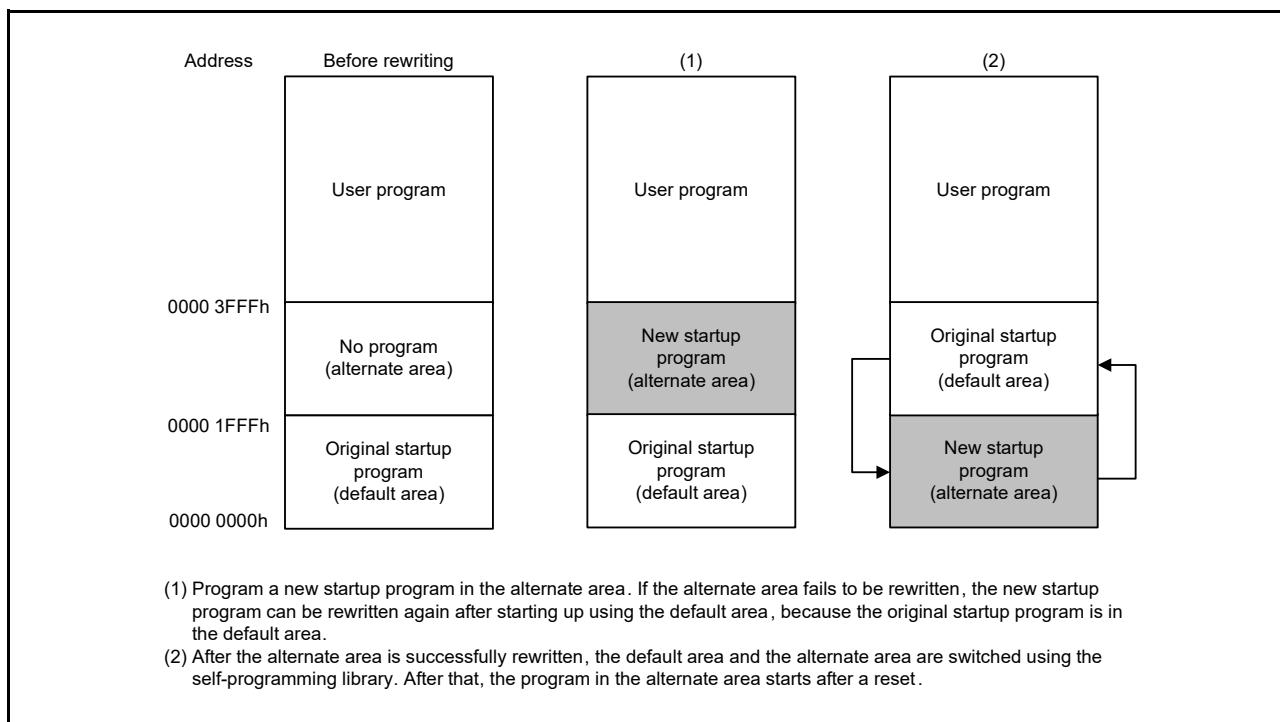 Address
Before rewriting
(1)
(2)
User program
User program
User program
0000 3FFFh
No program
(alternate area)
New startup
program
(alternate area)
Original startup
program
(default area)
0000 1FFFh
Original startup
program
(default area)
Original startup
program
(default area)
New startup
program
(alternate area)
0000 0000h
(1) Program a new startup program in the alternate area. If the alternate area fails to be rewritten, the new startup
program can be rewritten again after starting up using the default area, because the original startup program is in
the default area.
(2) After the alternate area is successfully rewritten, the default area and the alternate area are switched using the
self-programming library. After that, the program in the alternate area starts after a reset.